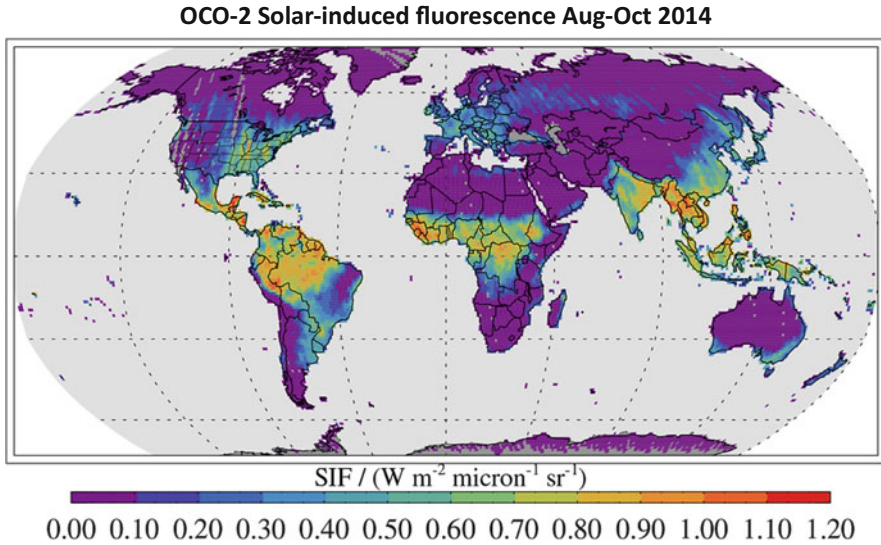 OCO-2 Solar-induced fluorescence Aug-Oct 2014
SIF / (W m⁻² micron⁻¹ sr⁻¹)
0.00 0.10 0.20 0.30 0.40 0.50 0.60 0.70 0.80 0.90 1.00 1.10 1.20